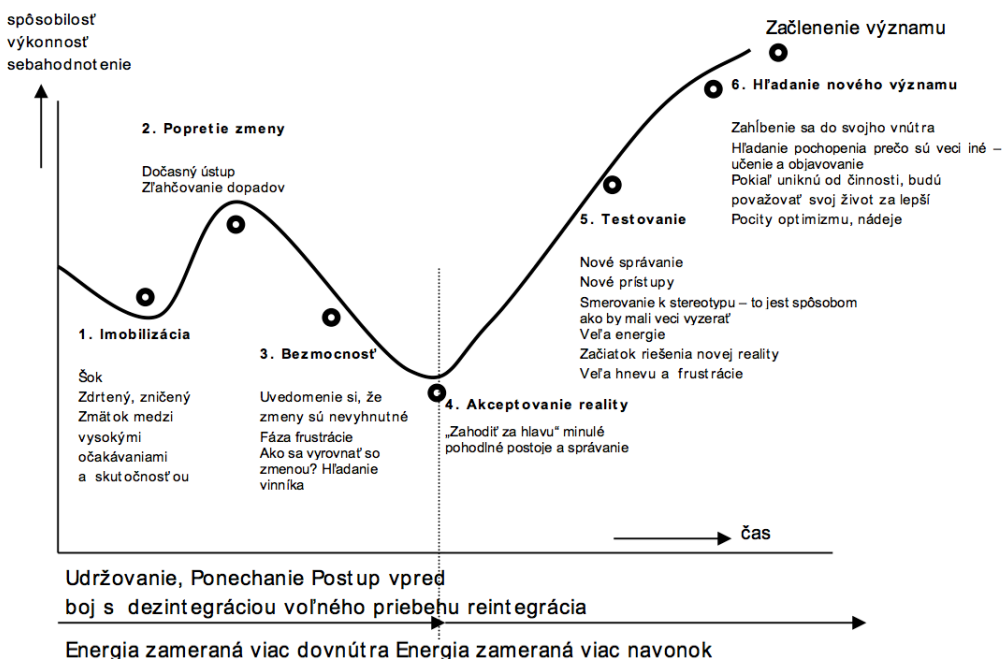 spôsobilosť
výkonnosť
sebahodnotenie
Začlenenie významu
2. Popretie zmeny
Dočasný ústup
Zľahčovanie dopadov
6. Hľadanie nového významu
Zahĺbenie sa do svojho vnútra
Hľadanie pochopenia prečo sú veci iné –
učenie a objavovanie
Pokiaľ uniknú od činnosti, budú
považovať svoj život za lepší
Pocity optimizmu, nádeje
5. Testovanie
Nové správanie
Nové prístupy
Smerovanie k stereotypu – to jest spôsobom
ako by mali veci vyzerať
Veľa energie
Začiatok riešenia novej reality
Veľa hnevu a frustrácie
1. Imobilizácia
Šok
Zdrtený, zničený
Zmätok medzi
vysokými
očakávaniami
a skutočnosťou
3. Bezmocnosť
Uvedomenie si, že
zmeny sú nevyhnutné
Fáza frustrácie
Ako sa vyrovnať so
zmenou? Hľadanie
vinníka
4. Akceptovanie reality
„Zahodiť za hlavu“ minulé
pohodlné postoje a správanie
čas
Udržovanie, Ponechanie Postup vpred
boj s dezintegráciou voľného priebehu reintegrácia
Energia zameraná viac dovnútra Energia zameraná viac navonok